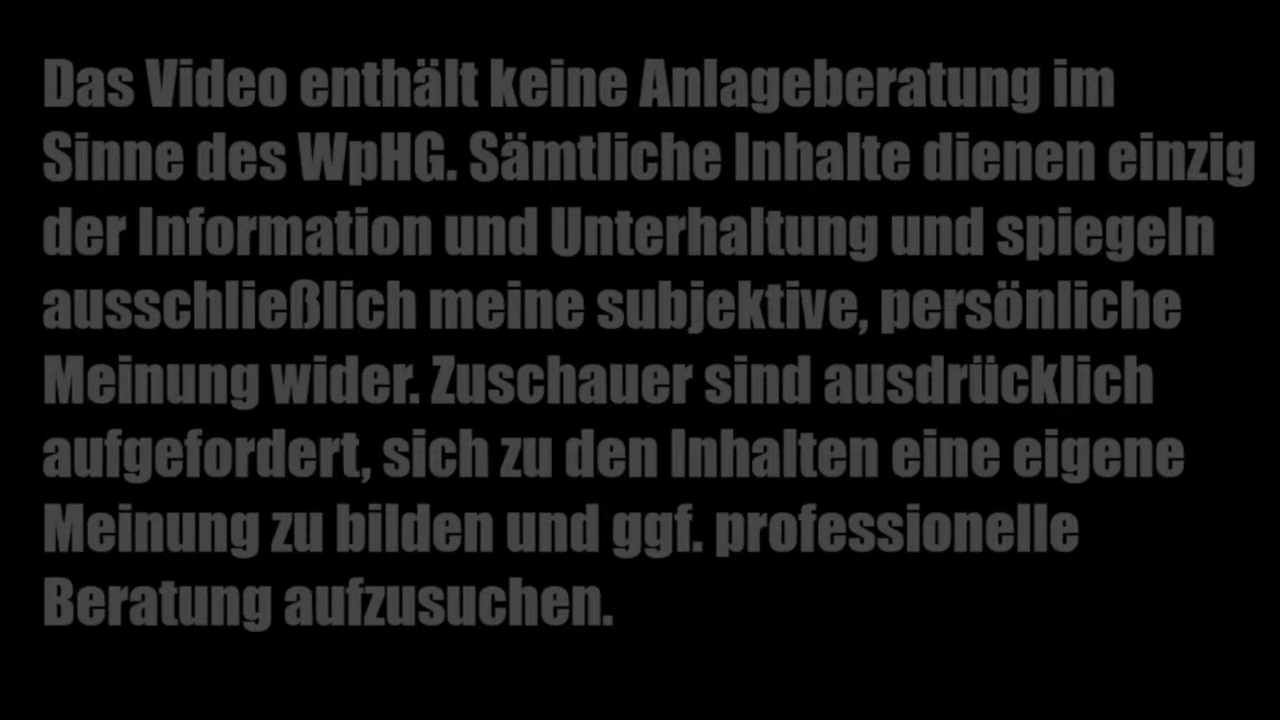 Das Video enthält keine Anlageberatung im
Sinne des WpHG. Sämtliche Inhalte dienen einzig
der Information und Unterhaltung und spiegeln
ausschließlich meine subjektive, persönliche
Meinung wider. Zuschauer sind ausdrücklich
aufgefordert, sich zu den Inhalten eine eigene
Meinung zu bilden und ggf. professionelle
Beratung aufzusuchen.